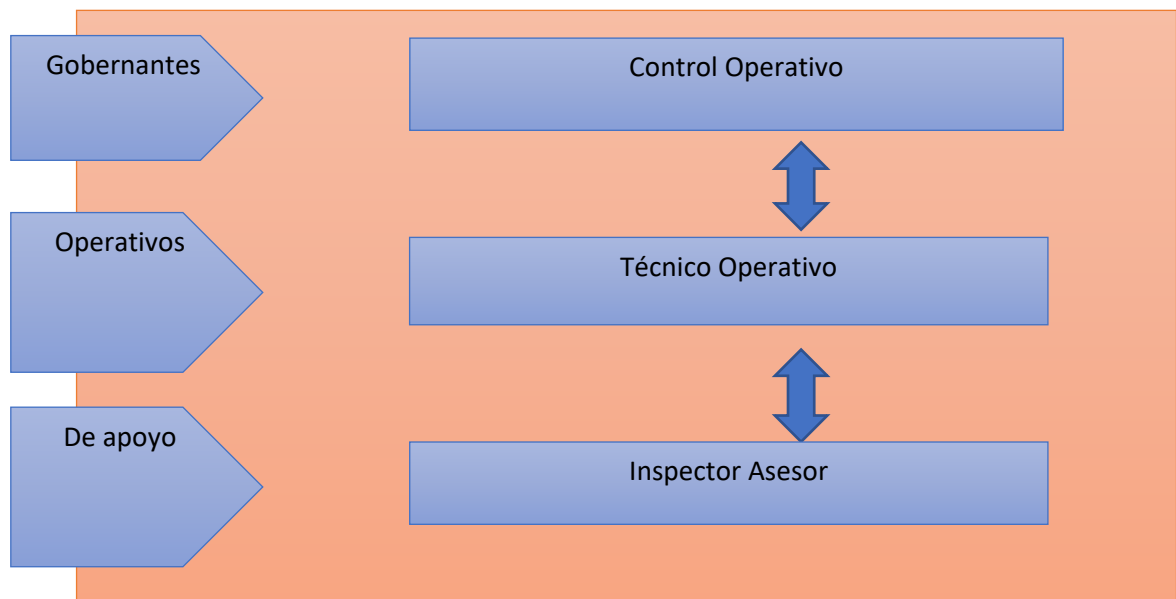 Gobernantes
Control Operativo
Operativos
Técnico Operativo
De apoyo
Inspector Asesor